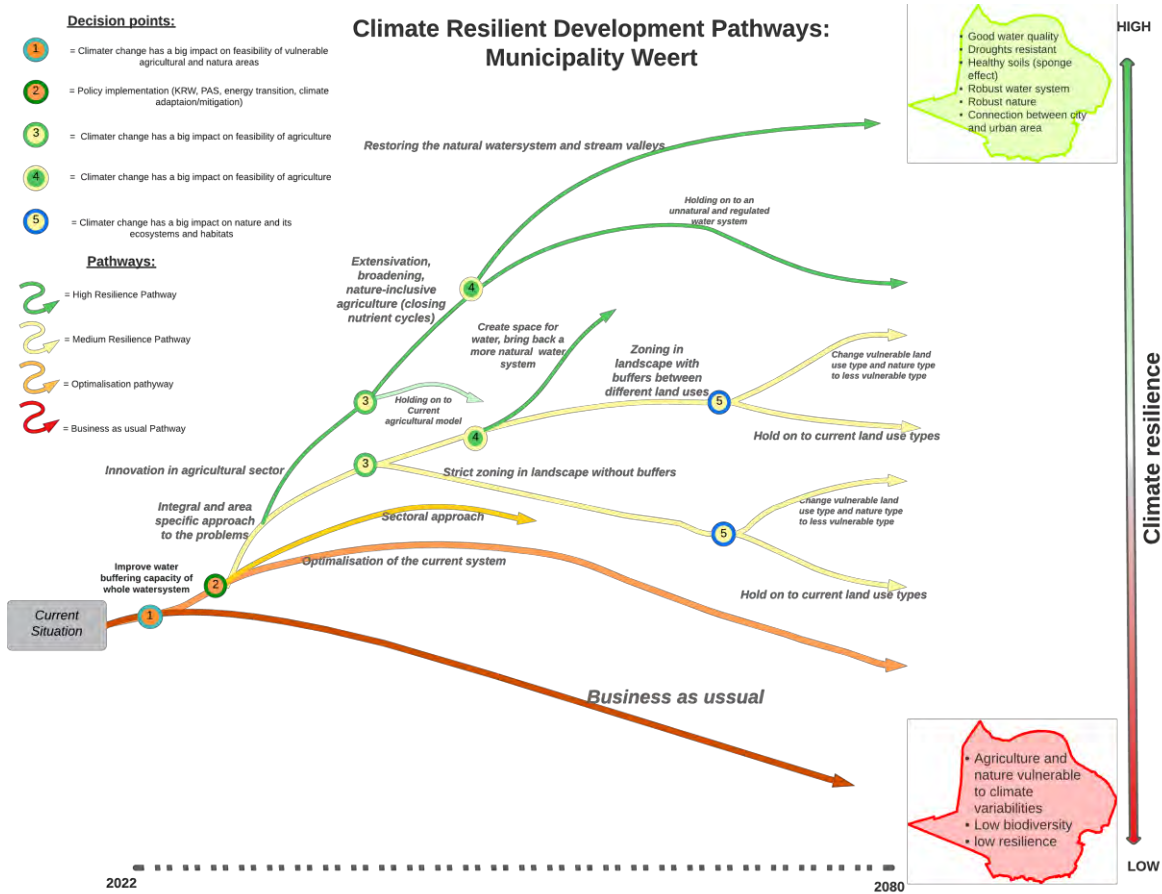 Climate Resilient Development Pathways:
Municipality Weert
Decision points:
1
= Climater change has a big impact on feasibility of vulnerable
agricultural and natura areas
2
= Policy implementation (KRW, PAS, energy transition, climate
adaptaion/mitigation)
3
= Climater change has a big impact on feasibility of agriculture
4
= Climater change has a big impact on feasibility of agriculture
5
= Climater change has a big impact on nature and its
ecosystems and habitats
Pathways:
= High Resilience Pathway
= Medium Resilience Pathway
= Optimalisation pathyway
= Business as usual Pathway
• Good water quality
• Droughts resistant
• Healthy soils (sponge
effect)
• Robust water system
• Robust nature
• Connection between city
and urban area
HIGH
Restoring the natural watersystem and stream valleys
Holding on to an
unnatural and regulated
water system
Extensivation,
broadening,
nature-inclusive
agriculture (closing
nutrient cycles)
4
Create space for
water, bring back a
more natural water
system
Zoning in
landscape with
buffers between
different land uses
Change vulnerable land
use type and nature type
to less vulnerable type
3
Holding on to
Current
agricultural model
5
4
Hold on to current land use types
Innovation in agricultural sector
3
Strict zoning in landscape without buffers
Integral and area
specific approach
to the problems
Sectoral approach
Change vulnerable land
use type and nature type
to less vulnerable type
5
Optimalisation of the current system
Improve water
buffering capacity of
whole watersystem
2
Hold on to current land use types
Current
Situation
1
Business as ussual
Climate resilience
• Agriculture and
nature vulnerable
to climate
variabilities
• Low biodiversity
• low resilience
LOW
2022
2080